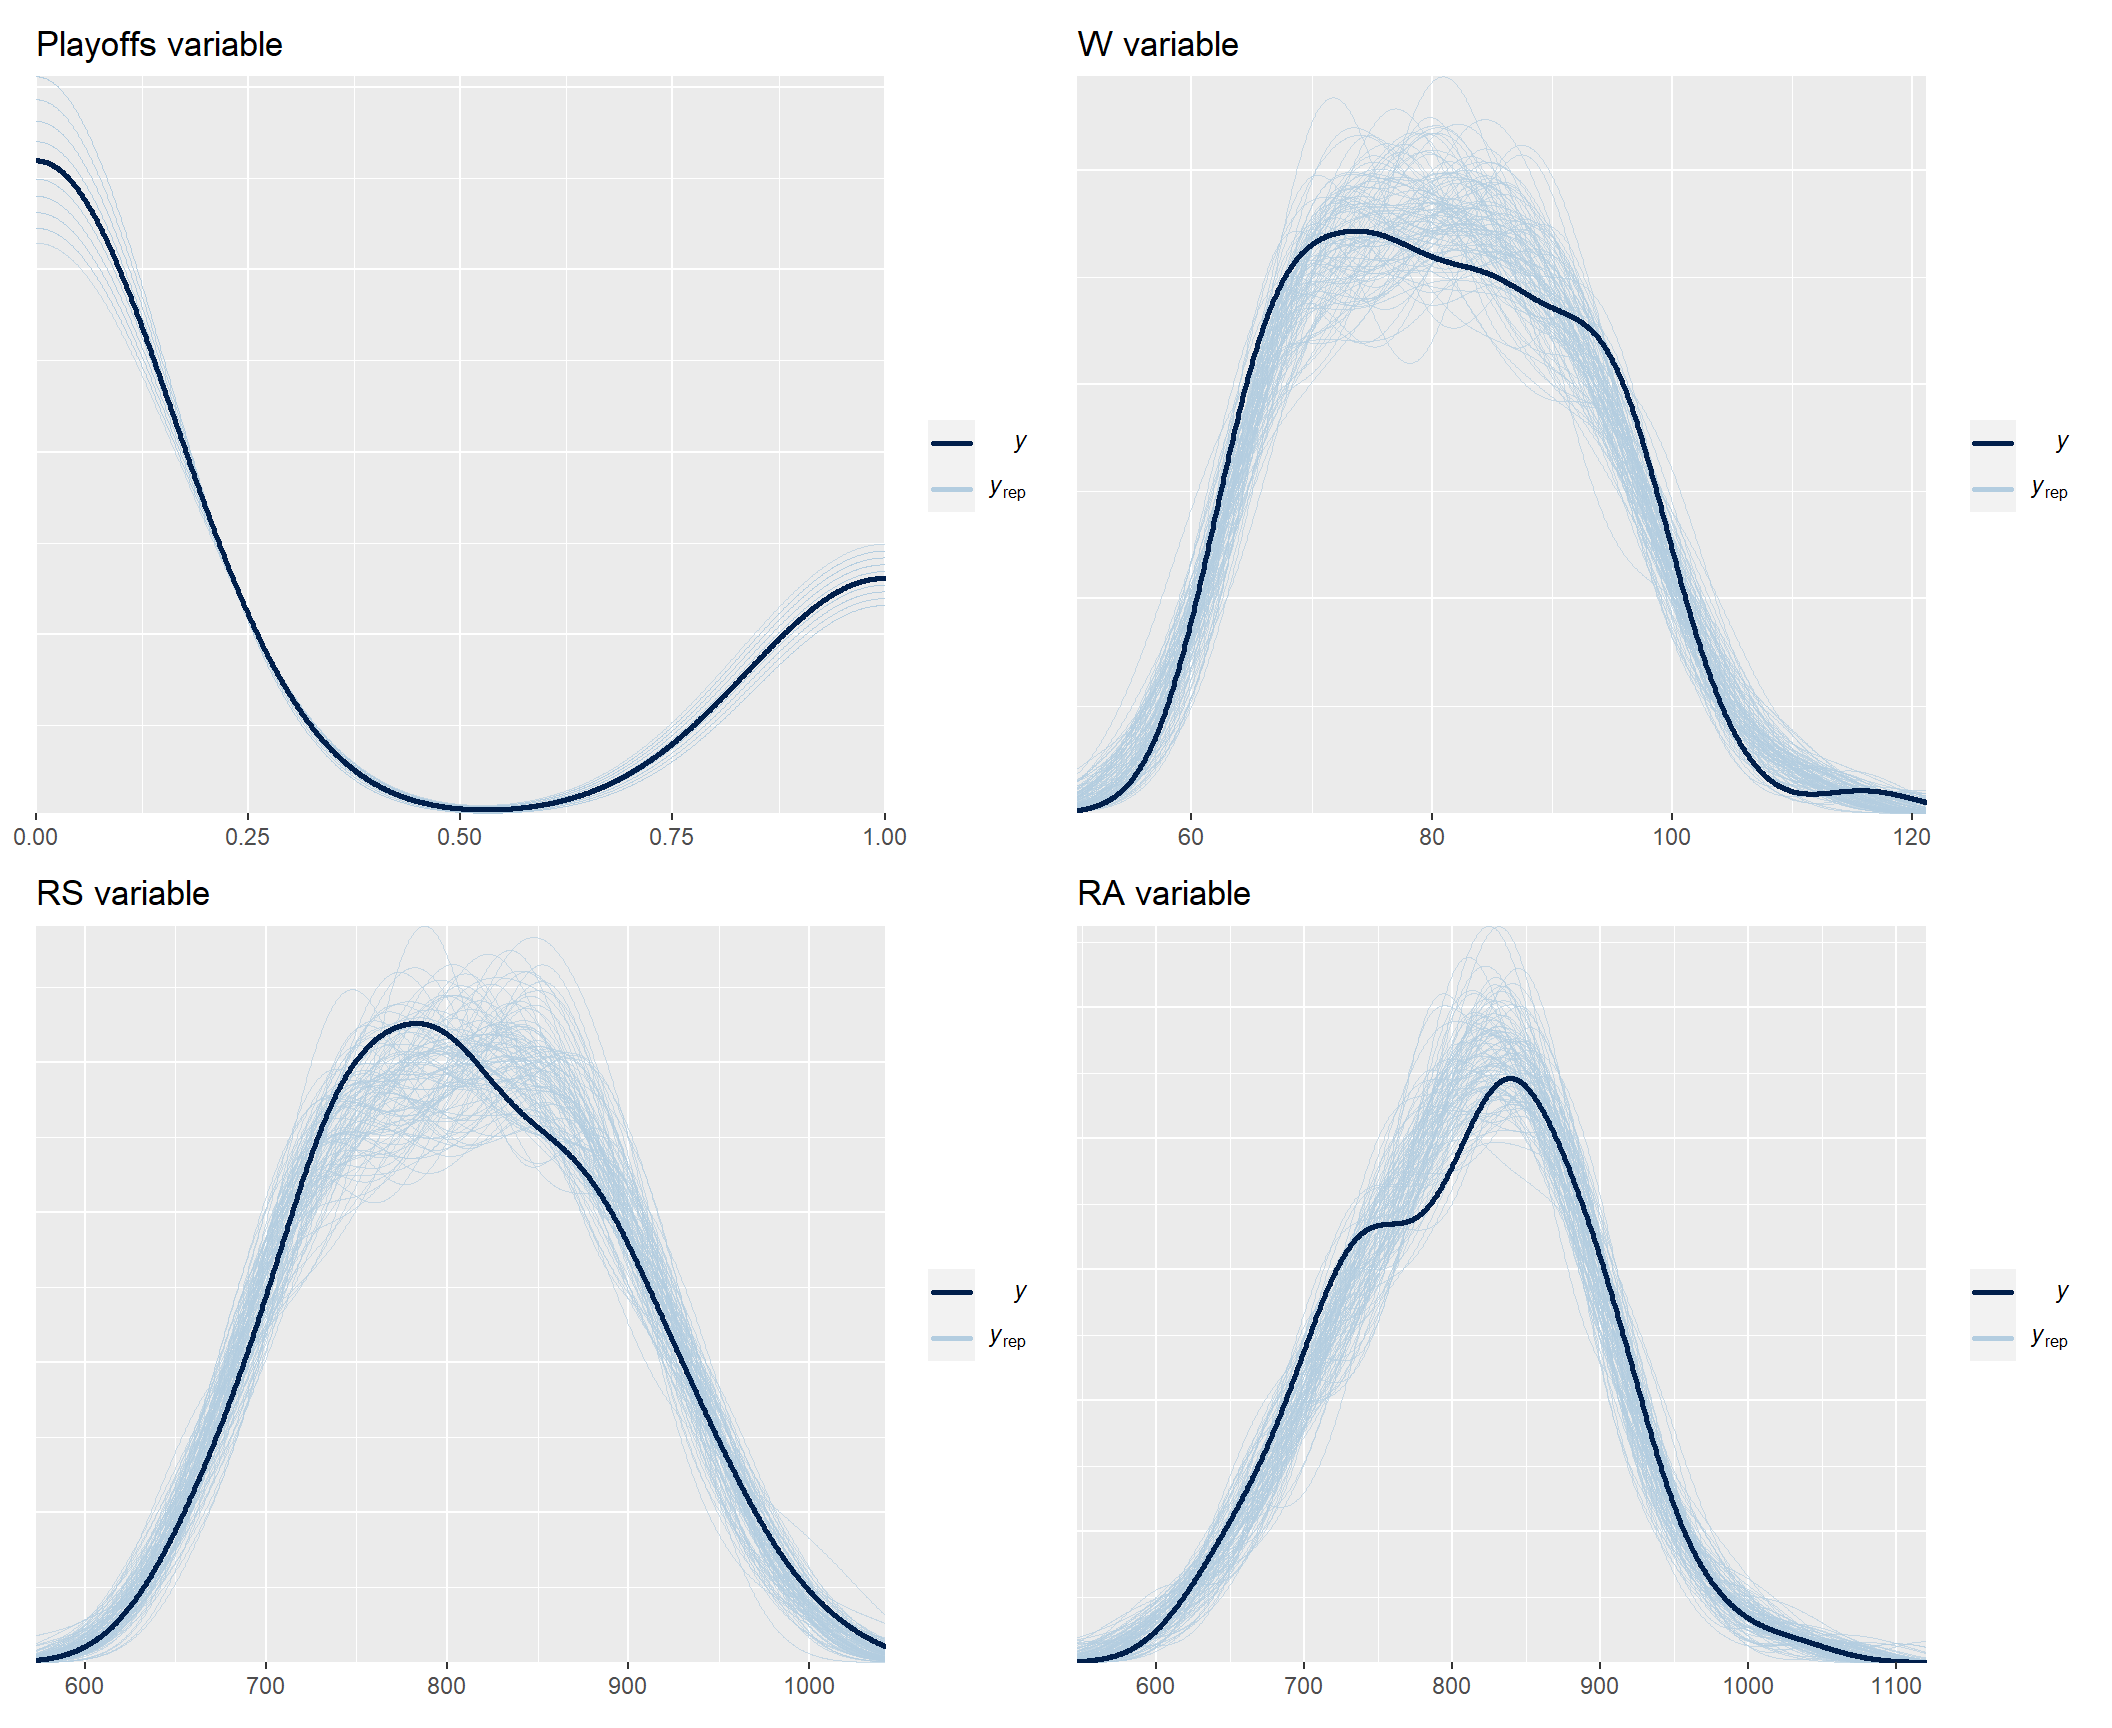 Playoffs variable
y
yrep
0.00 0.25 0.50 0.75 1.00
W variable
y
yrep
60 80 100 120
RS variable
y
yrep
600 700 800 900 1000
RA variable
y
yrep
600 700 800 900 1000 1100